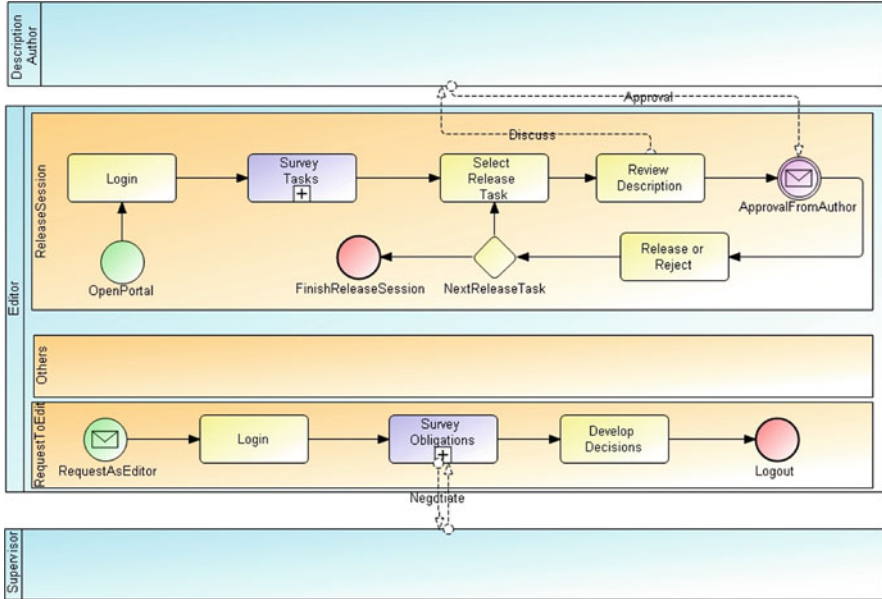 Description
Author
Approval
Discuss
Editor
ReleaseSession
Login
Survey
Tasks
Select
Release
Task
Review
Description
ApprovalFromAuthor
OpenPortal
FinishReleaseSession
NextReleaseTask
Release or
Reject
Others
RequestToEdit
RequestAsEditor
Login
Survey
Obligations
Develop
Decisions
Logout
Negotiate
Supervisor